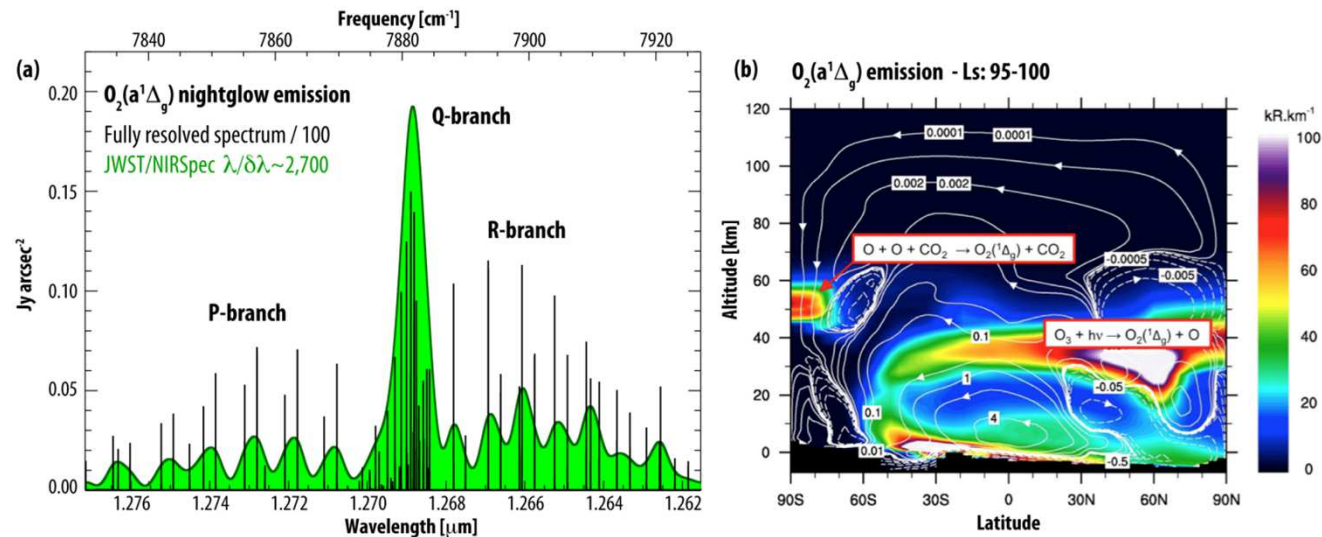 Frequency [cm⁻¹]
7840 7860 7880 7900 7920
(a)
O₂(a¹Δg) nightglow emission
Fully resolved spectrum / 100
JWST/NIRSpec λ/δλ~2,700
Q-branch
R-branch
P-branch
Jy arcsec⁻²
0.20
0.15
0.10
0.05
0.00
1.276 1.274 1.272 1.270 1.268 1.266 1.264 1.262
Wavelength [μm]
(b) O₂(a¹Δg) emission - Ls: 95-100
kR.km⁻¹
Altitude [km]
120
100
80
60
40
20
0
0.0001 0.0001
0.002 0.002
O + O + CO₂ → O₂(¹Δg) + CO₂
-0.0005
-0.005
0.1
O₃ + hν → O₂(¹Δg) + O
1
-0.05
0.1
4
0.01
-0.5
90S 60S 30S 0 30N 60N 90N
Latitude
100
80
60
40
20
0